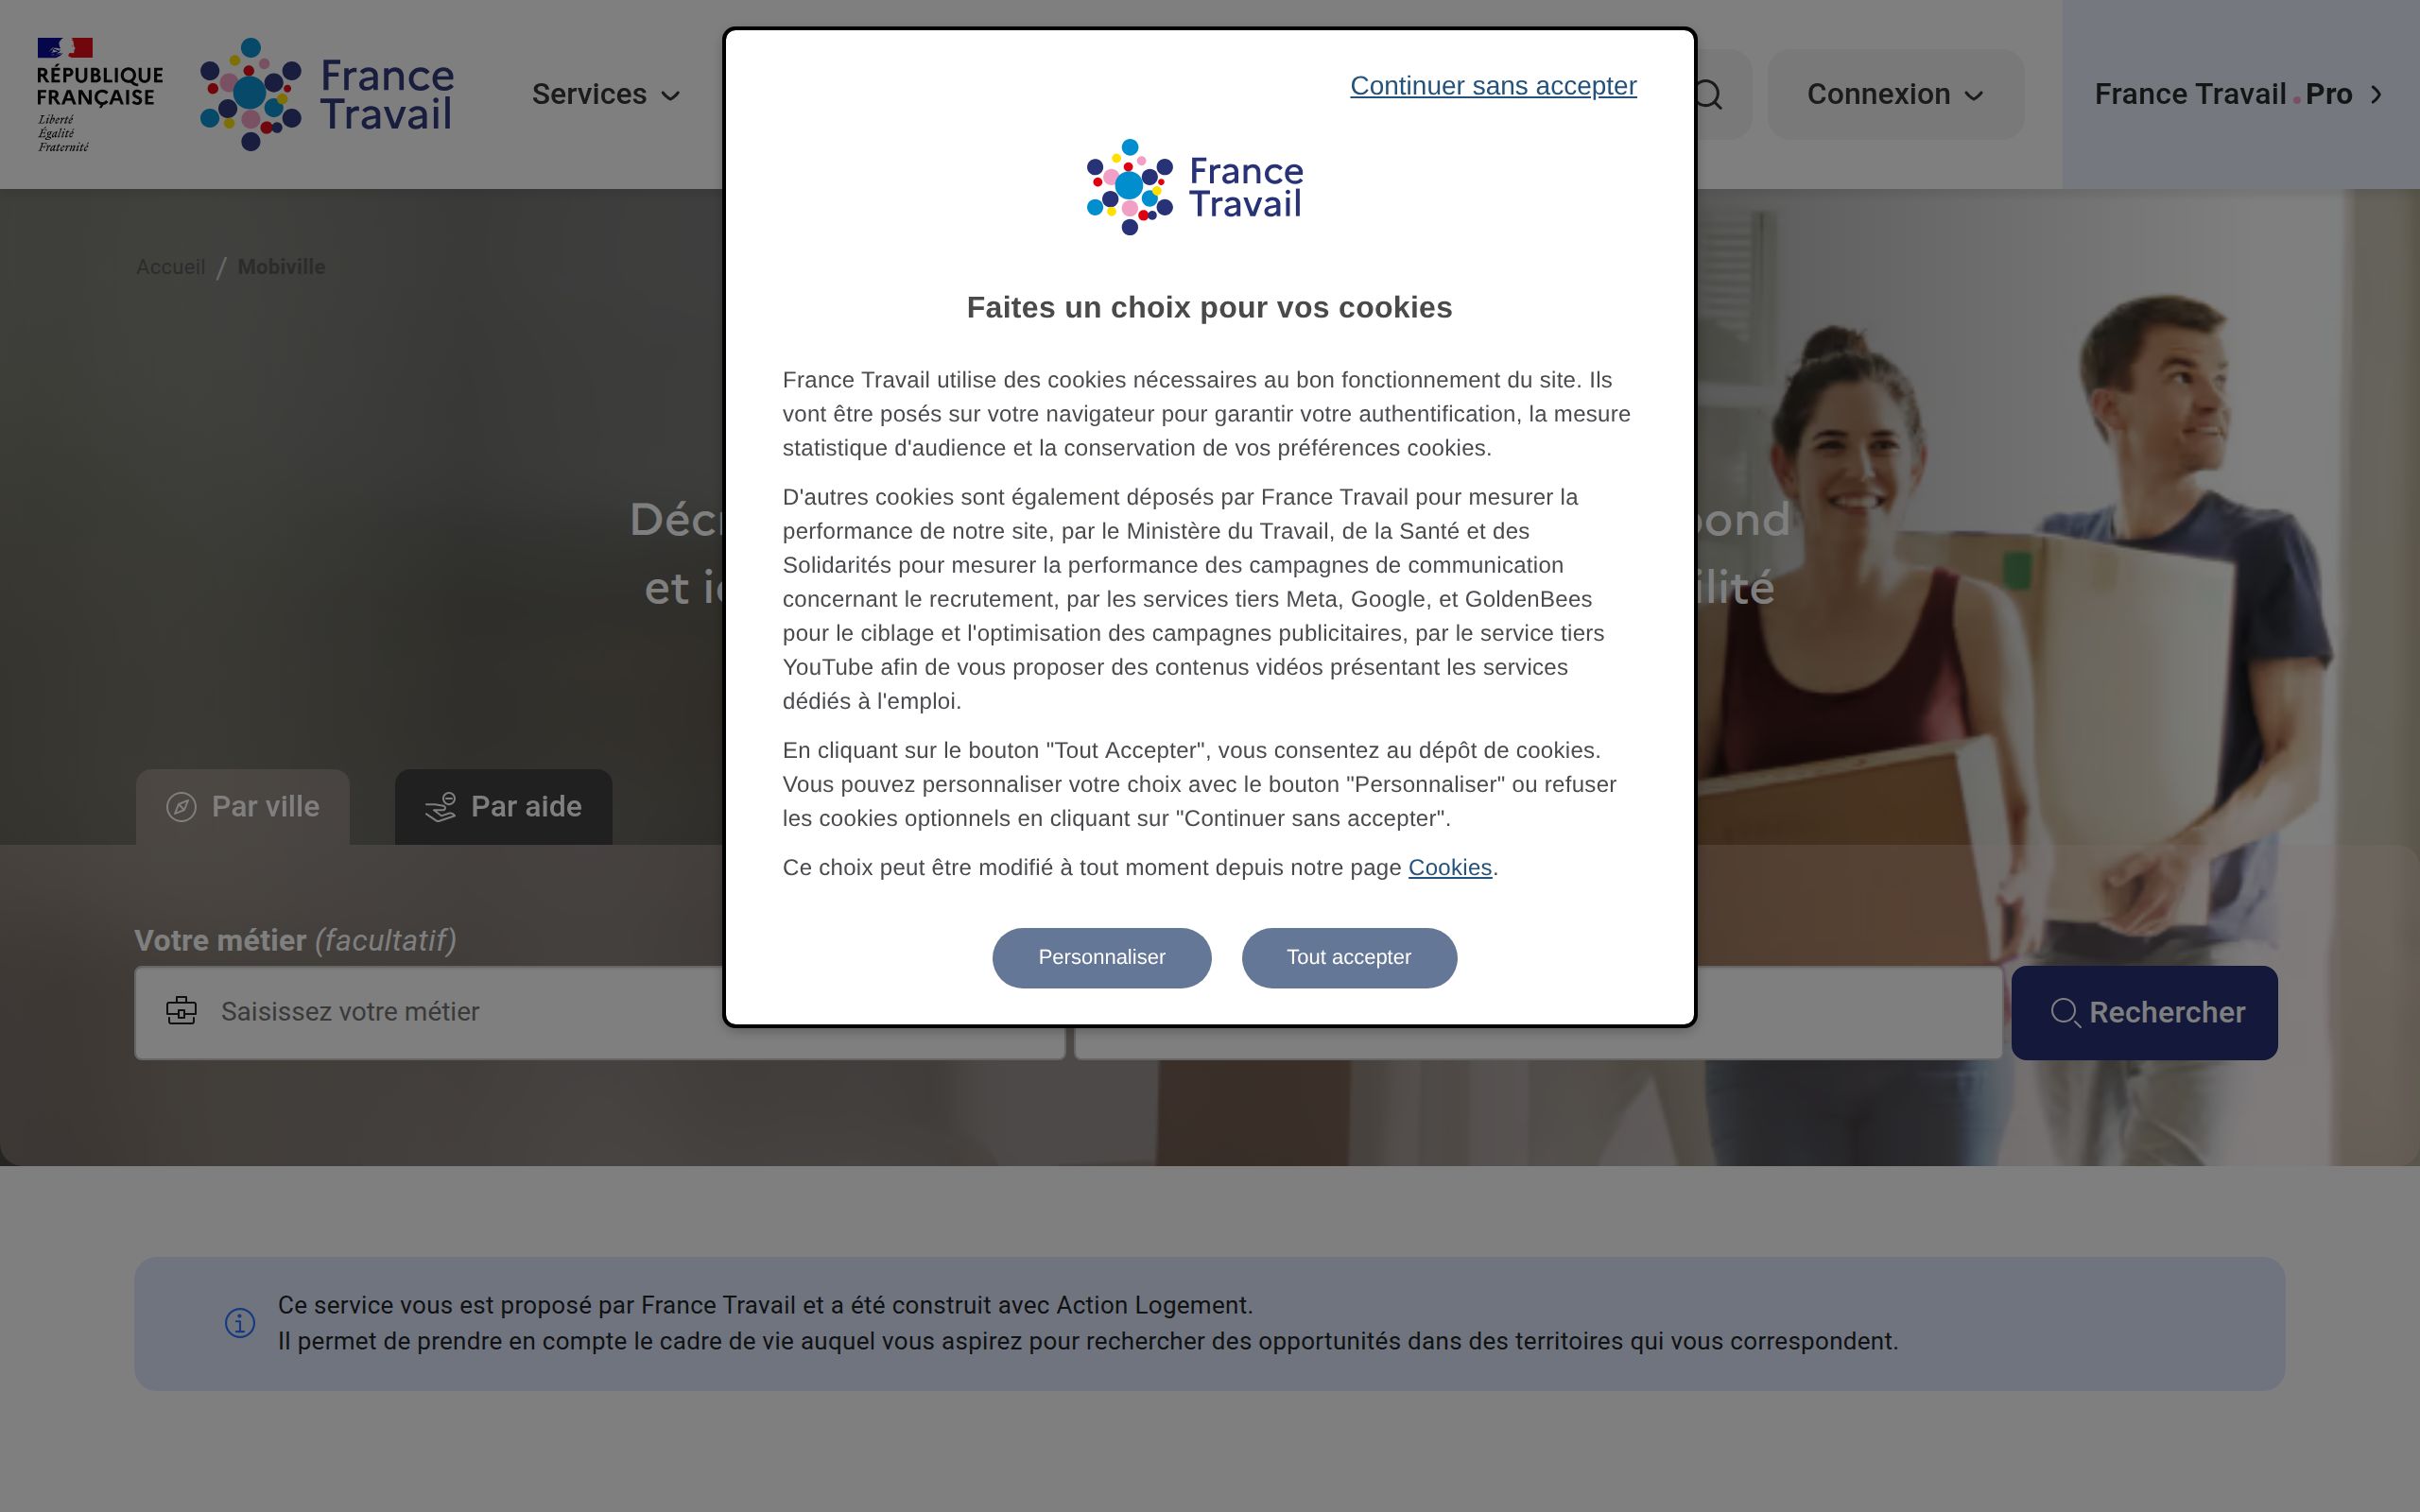 RÉPUBLIQUE
FRANÇAISE
Liberté
Égalité
Fraternité
France
Travail
Services
Connexion
France Travail.Pro
Accueil / Mobiville
et
pond
ilité
Continuer sans accepter
France
Travail
Faites un choix pour vos cookies
France Travail utilise des cookies nécessaires au bon fonctionnement du site. Ils
vont être posés sur votre navigateur pour garantir votre authentification, la mesure
statistique d'audience et la conservation de vos préférences cookies.
D'autres cookies sont également déposés par France Travail pour mesurer la
performance de notre site, par le Ministère du Travail, de la Santé et des
Solidarités pour mesurer la performance des campagnes de communication
concernant le recrutement, par les services tiers Meta, Google, et GoldenBees
pour le ciblage et l'optimisation des campagnes publicitaires, par le service tiers
YouTube afin de vous proposer des contenus vidéos présentant les services
dédiés à l'emploi.
En cliquant sur le bouton "Tout Accepter", vous consentez au dépôt de cookies.
Vous pouvez personnaliser votre choix avec le bouton "Personnaliser" ou refuser
les cookies optionnels en cliquant sur "Continuer sans accepter".
Ce choix peut être modifié à tout moment depuis notre page Cookies.
Personnaliser
Tout accepter
Par ville
Par aide
Votre métier (facultatif)
Saisissez votre métier
Rechercher
Ce service vous est proposé par France Travail et a été construit avec Action Logement.
Il permet de prendre en compte le cadre de vie auquel vous aspirez pour rechercher des opportunités dans des territoires qui vous correspondent.